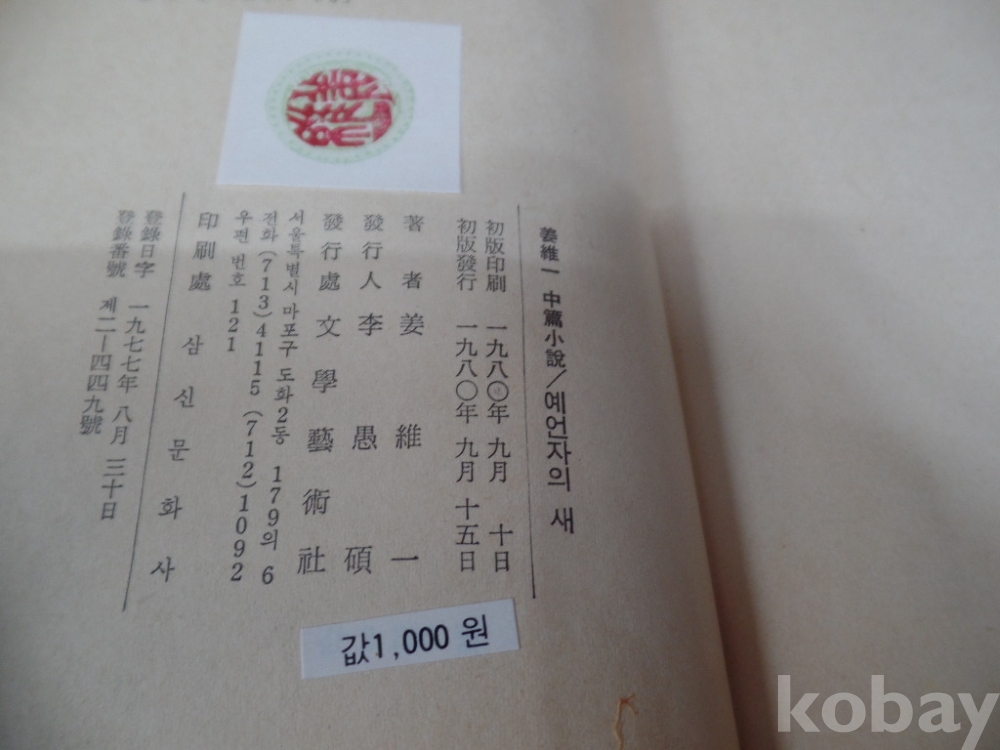 姜維一 中篇小說/예언자의 새
初版印刷 一九八〇年 九月 十日
初版發行 一九八〇年 九月 十五日
著者 姜維一
發行人 李愚碩
發行處 文學藝術社
서울특별시 마포구 도화2동 179의 6
전화 (713)4115 (712)1092
우편 번호 121
印刷處 삼신문화사
登錄日字 一九七七年 八月 三十日
登錄番號 제二—四四九號
값1,000 원
kobay